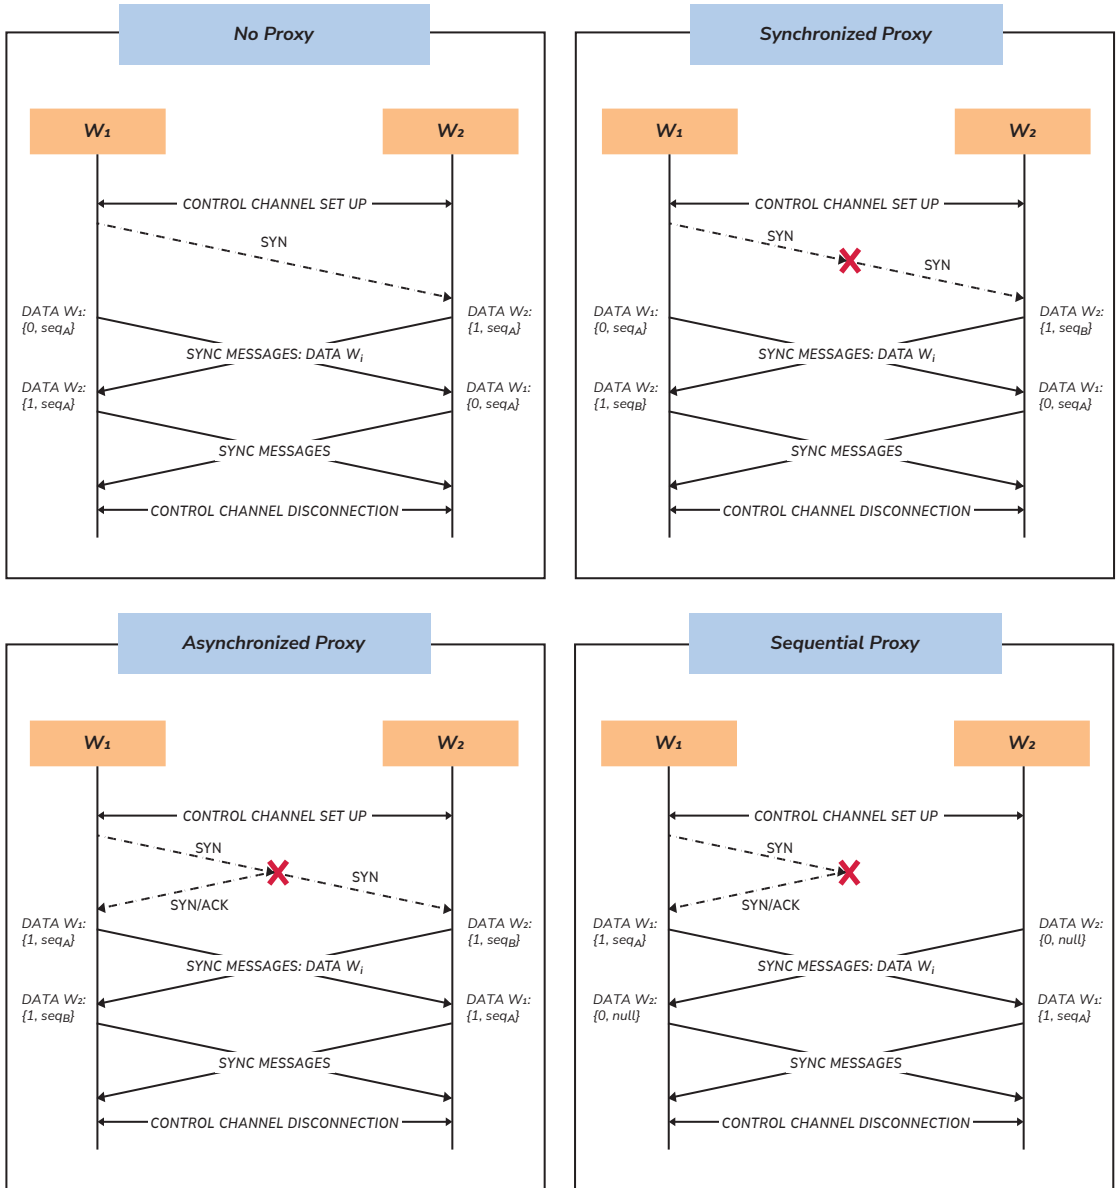 No Proxy
W₁
W₂
CONTROL CHANNEL SET UP
SYN
DATA W₁:
{0, seqA}
DATA W₂:
{1, seqA}
SYNC MESSAGES: DATA Wi
DATA W₂:
{1, seqA}
DATA W₁:
{0, seqA}
SYNC MESSAGES
CONTROL CHANNEL DISCONNECTION
Synchronized Proxy
W₁
W₂
CONTROL CHANNEL SET UP
SYN
SYN
DATA W₁:
{0, seqA}
DATA W₂:
{1, seqB}
SYNC MESSAGES: DATA Wi
DATA W₂:
{1, seqB}
DATA W₁:
{0, seqA}
SYNC MESSAGES
CONTROL CHANNEL DISCONNECTION
Asynchronized Proxy
W₁
W₂
CONTROL CHANNEL SET UP
SYN
SYN
SYN/ACK
DATA W₁:
{1, seqA}
DATA W₂:
{1, seqB}
SYNC MESSAGES: DATA Wi
DATA W₂:
{1, seqB}
DATA W₁:
{1, seqA}
SYNC MESSAGES
CONTROL CHANNEL DISCONNECTION
Sequential Proxy
W₁
W₂
CONTROL CHANNEL SET UP
SYN
SYN/ACK
DATA W₁:
{1, seqA}
DATA W₂:
{0, null}
SYNC MESSAGES: DATA Wi
DATA W₂:
{0, null}
DATA W₁:
{1, seqA}
SYNC MESSAGES
CONTROL CHANNEL DISCONNECTION